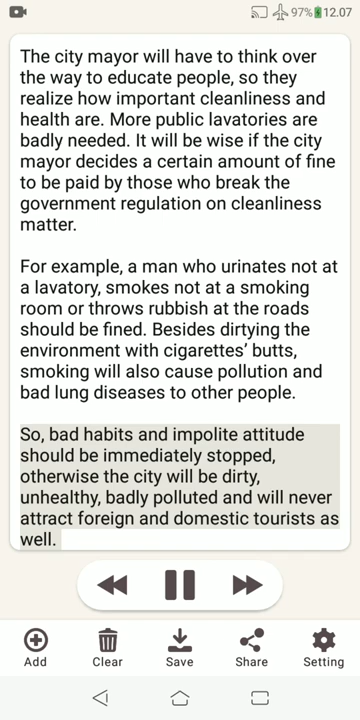 97% 12.07
The city mayor will have to think over
the way to educate people, so they
realize how important cleanliness and
health are. More public lavatories are
badly needed. It will be wise if the city
mayor decides a certain amount of fine
to be paid by those who break the
government regulation on cleanliness
matter.
For example, a man who urinates not at
a lavatory, smokes not at a smoking
room or throws rubbish at the roads
should be fined. Besides dirtying the
environment with cigarettes’ butts,
smoking will also cause pollution and
bad lung diseases to other people.
So, bad habits and impolite attitude
should be immediately stopped,
otherwise the city will be dirty,
unhealthy, badly polluted and will never
attract foreign and domestic tourists as
well.
Add Clear Save Share Setting